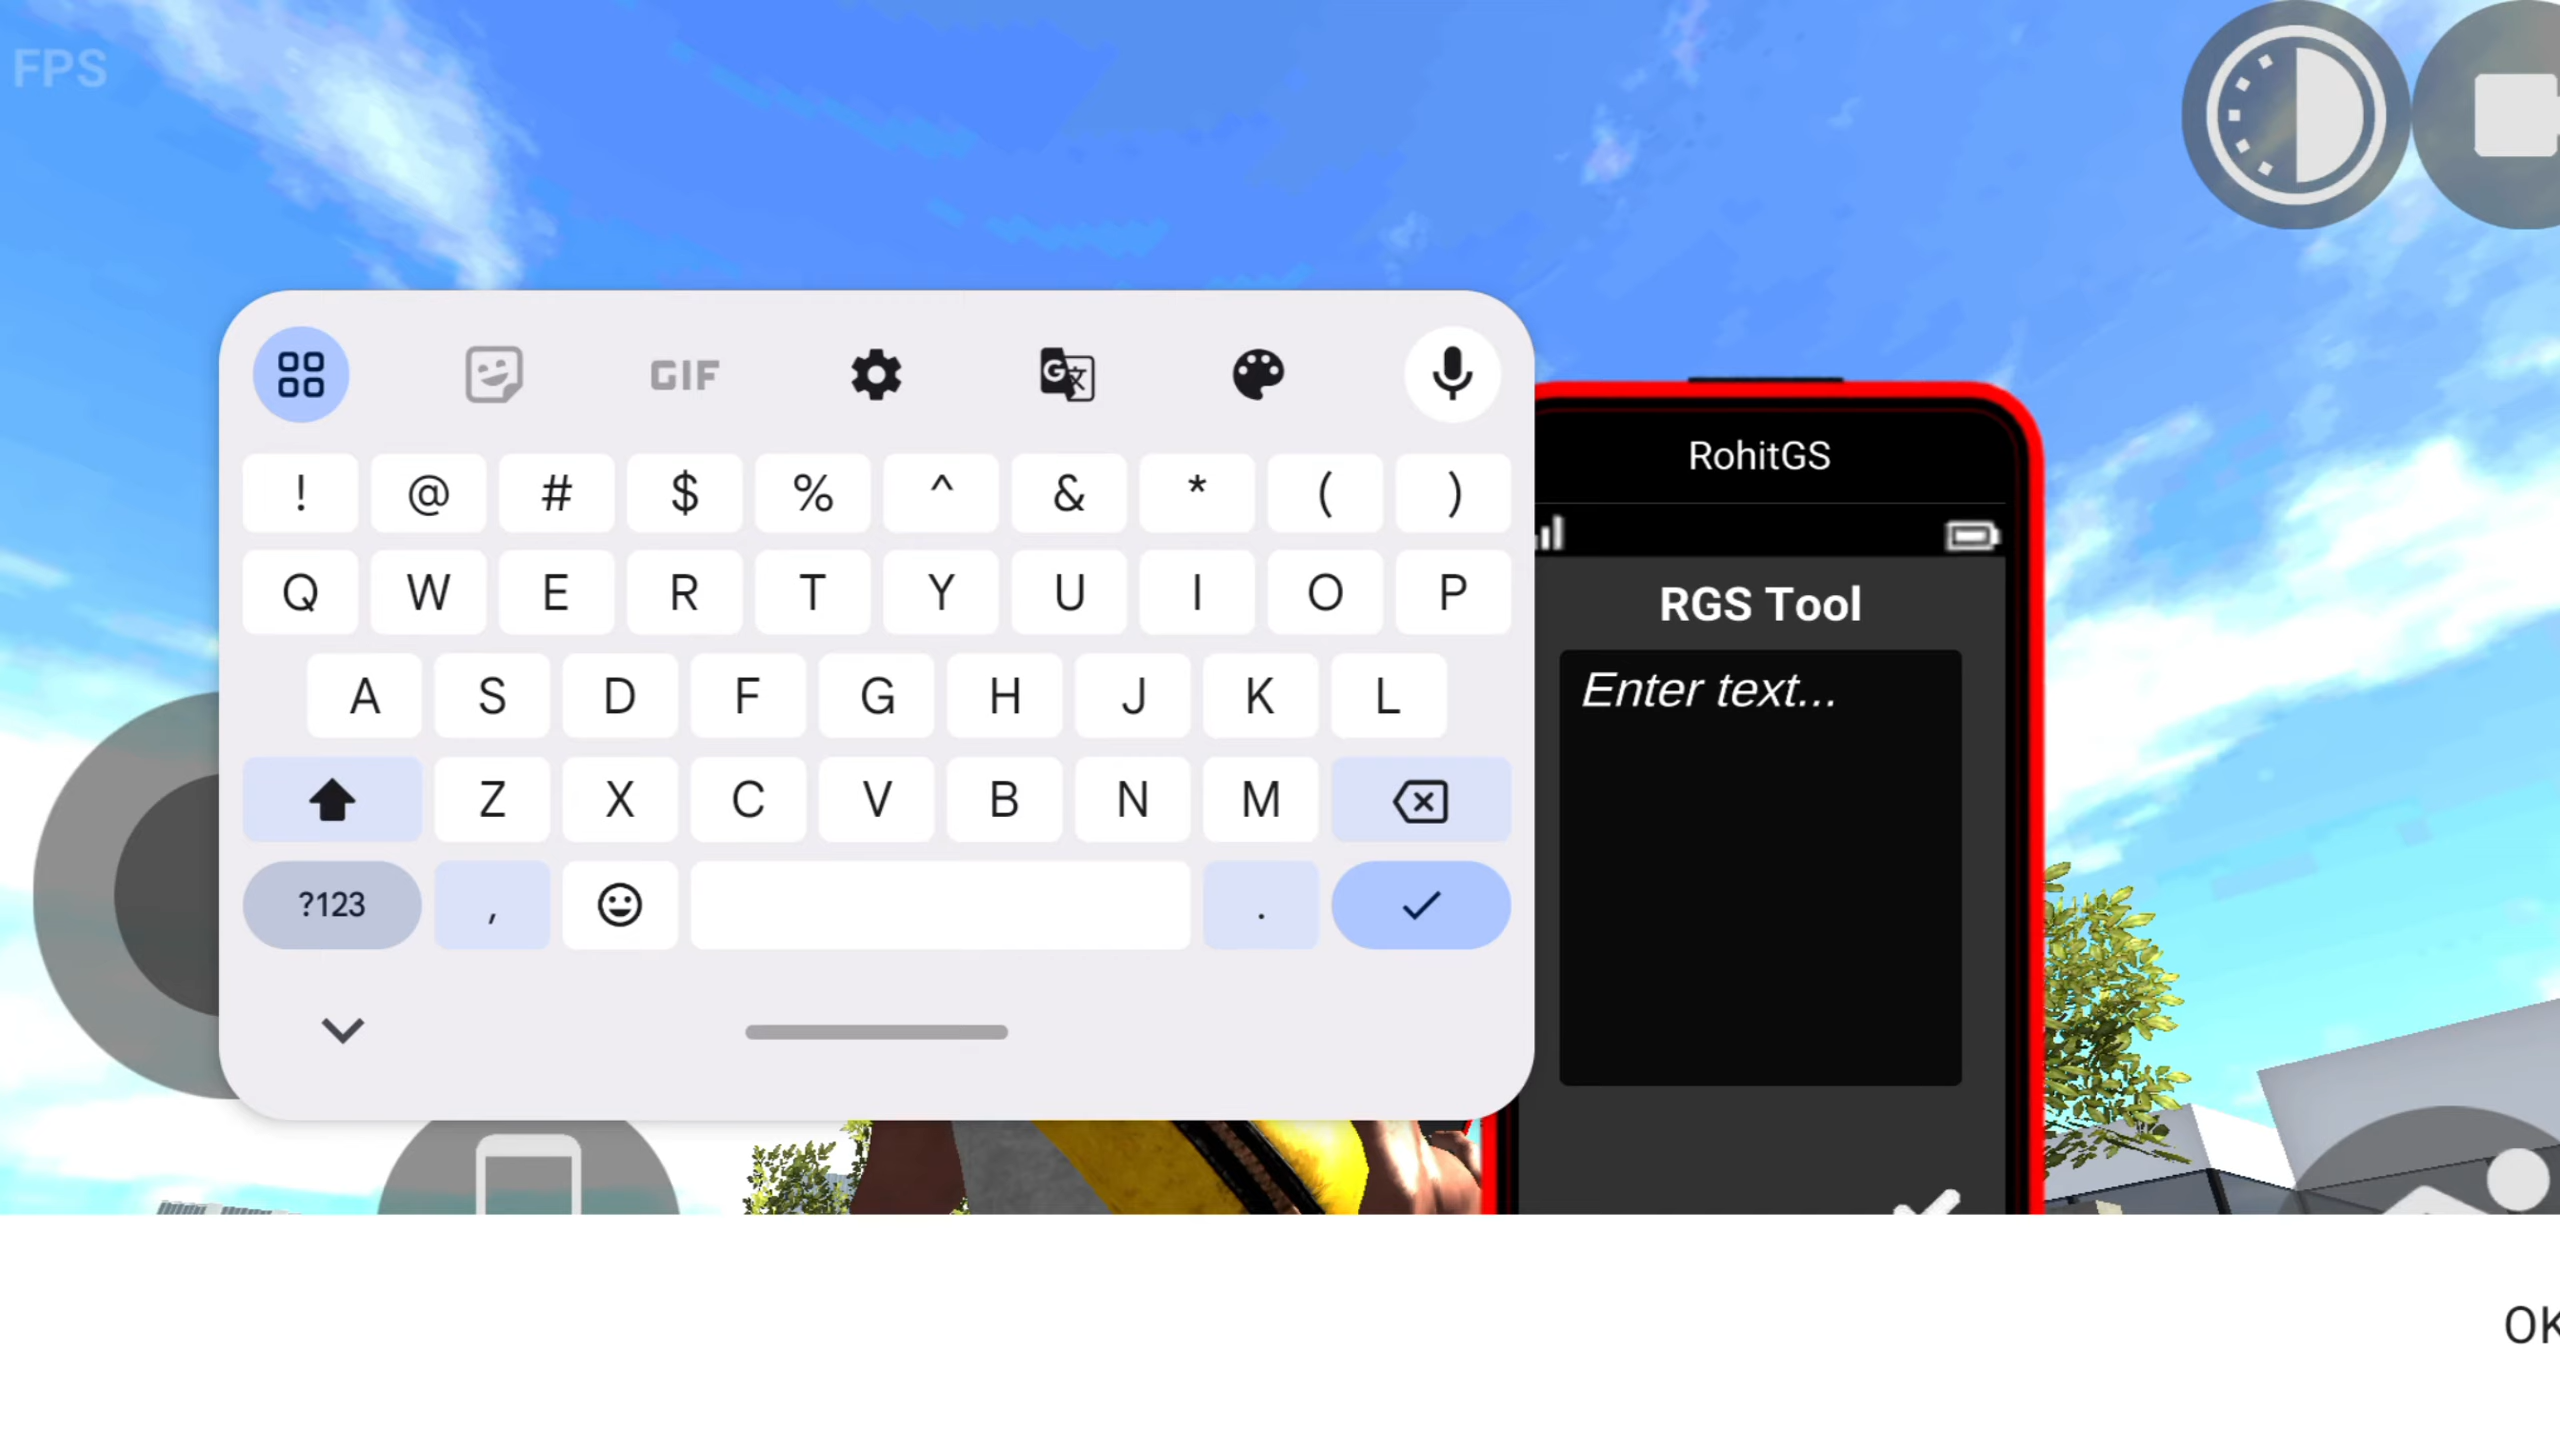 FPS
GIF
! @ # $ % ^ & * ( )
Q W E R T Y U I O P
A S D F G H J K L
Z X C V B N M
?123 , .
RohitGS
RGS Tool
Enter text...
OK